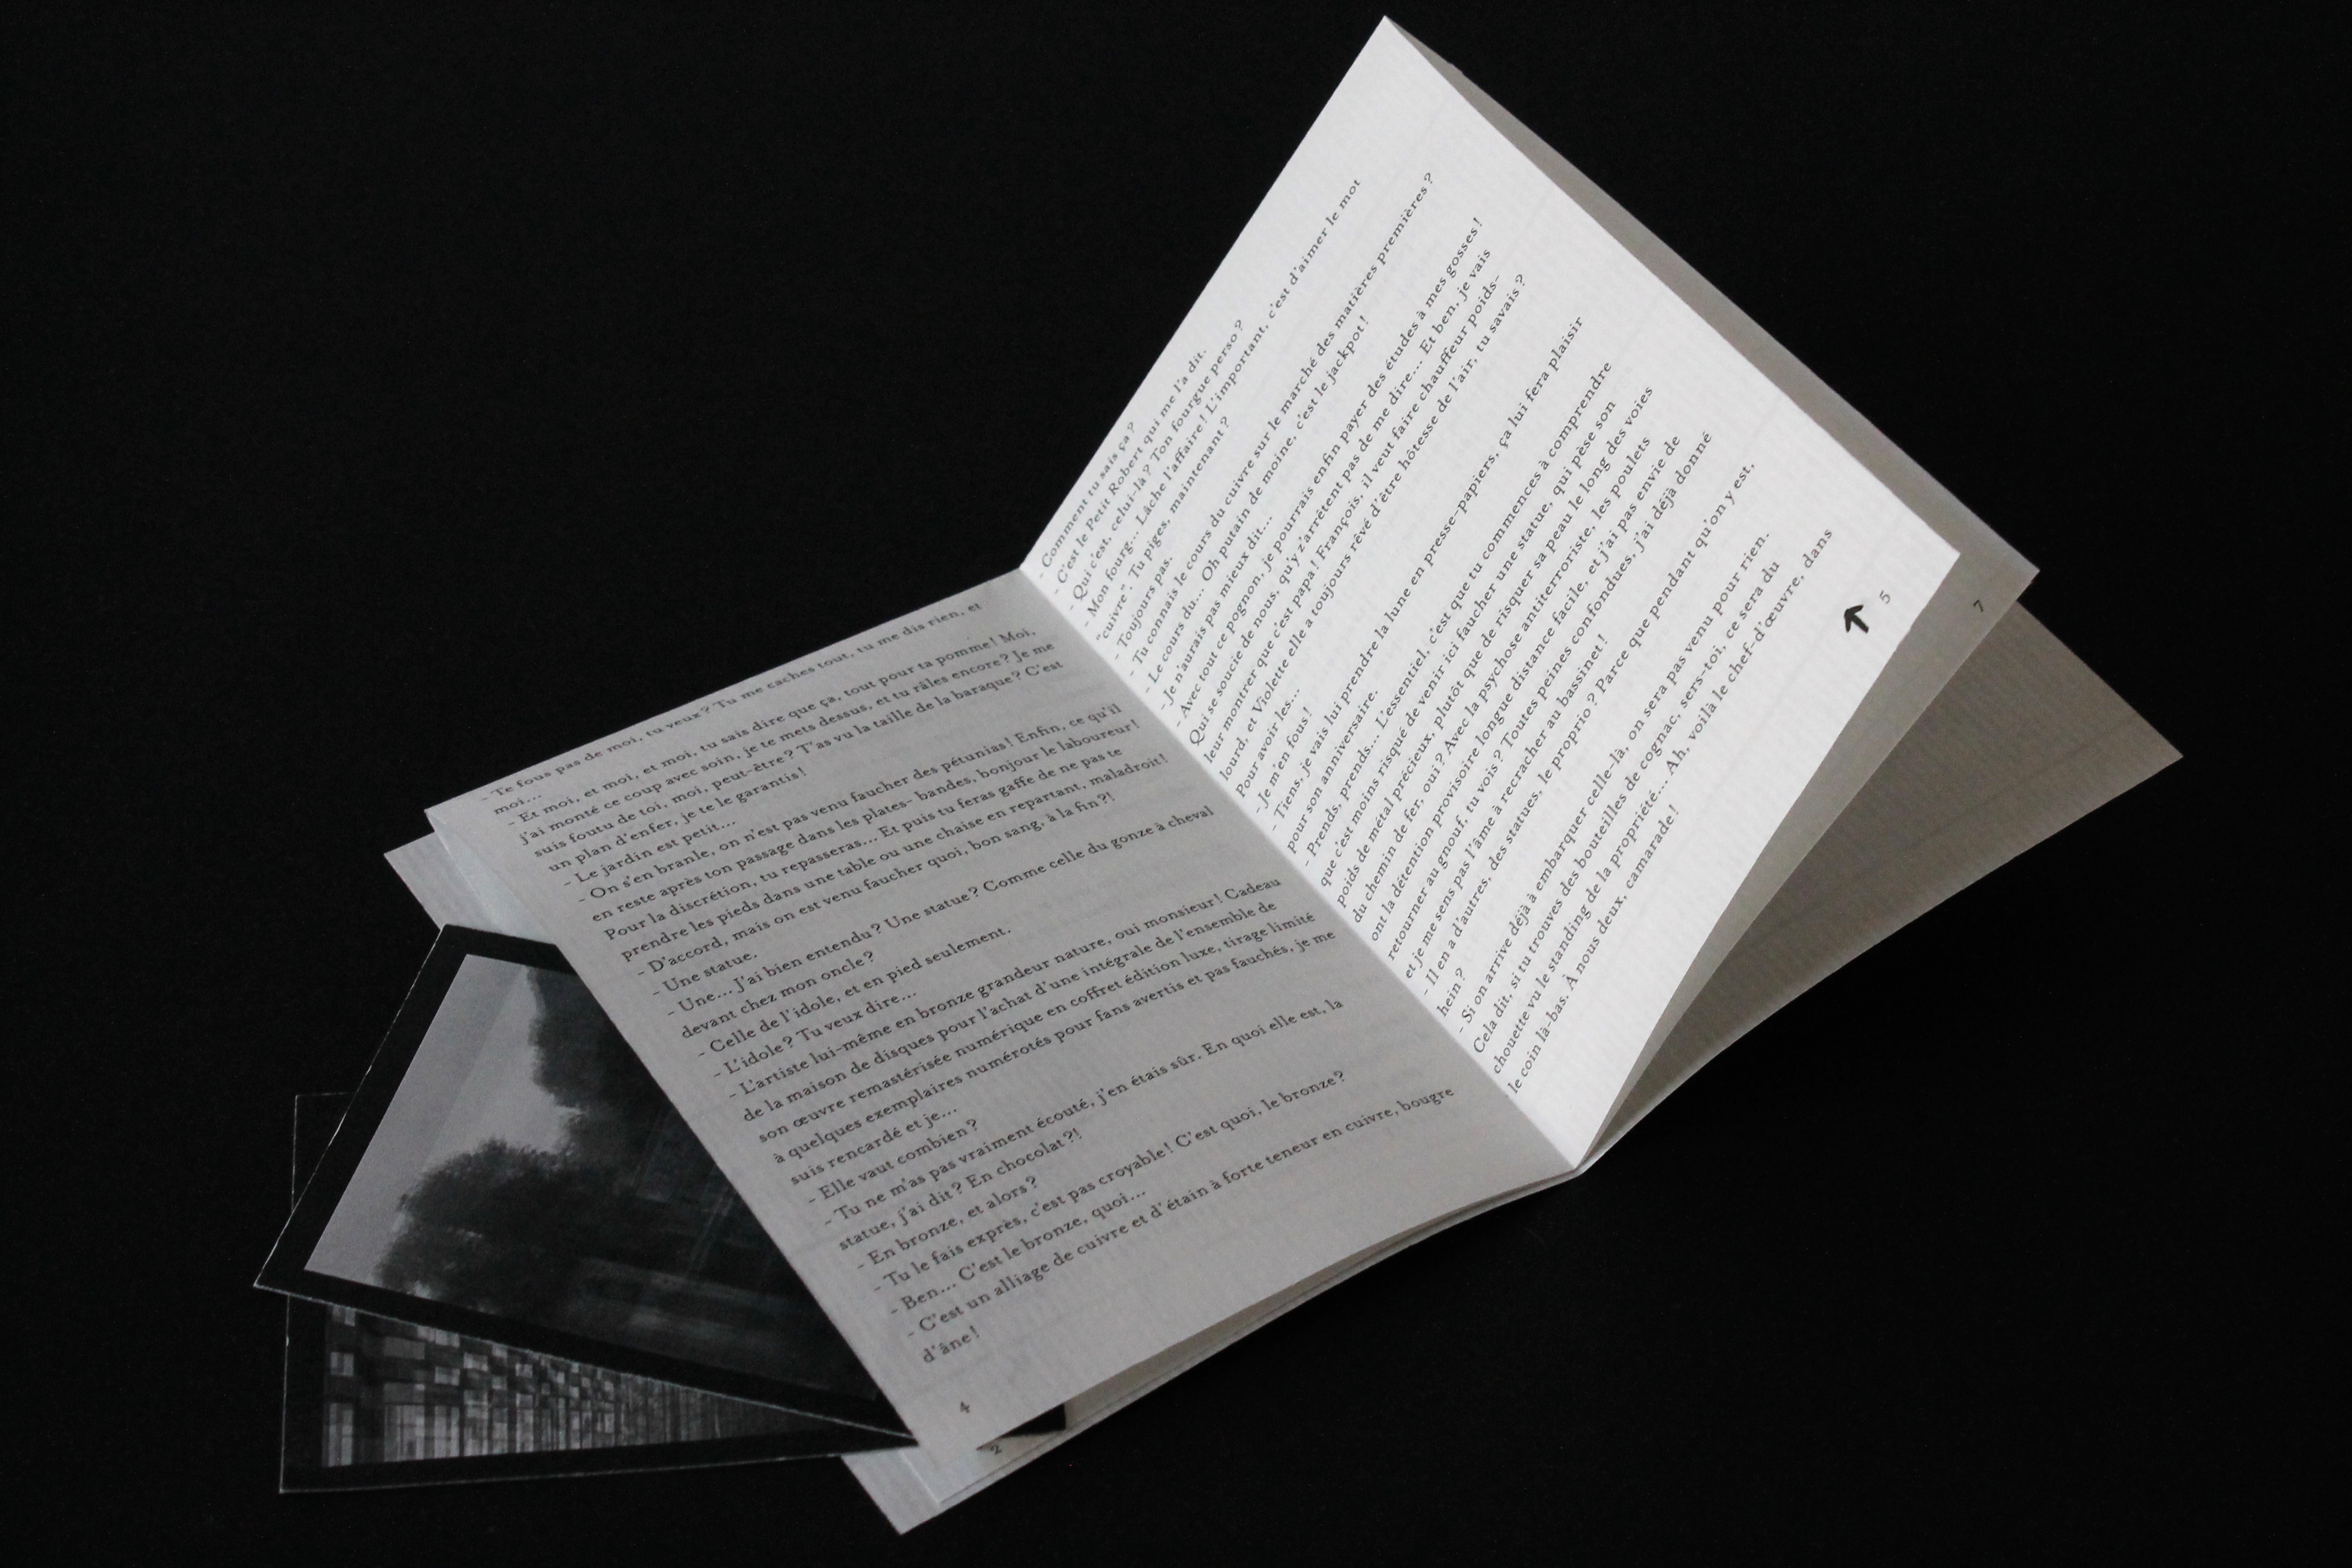 - Te fous pas de moi, tu veux ? Tu me caches tout, tu me dis rien, et
moi...
- Et moi, et moi, et moi, tu sais dire que ça, tout pour ta pomme ! Moi,
j'ai monté ce coup avec soin, je te mets dessus, et tu râles encore ? Je me
suis foutu de toi, moi, peut-être ? T'as vu la taille de la baraque ? C'est
un plan d'enfer, je te le garantis !
- Le jardin est petit...
- On s'en branle, on n'est pas venu faucher des pétunias ! Enfin, ce qu'il
en reste après ton passage dans les plates- bandes, bonjour le laboureur !
Pour la discrétion, tu repasseras... Et puis tu feras gaffe de ne pas te
prendre les pieds dans une table ou une chaise en repartant, maladroit !
- D'accord, mais on est venu faucher quoi, bon sang, à la fin ?!
- Une statue.
- Une... J'ai bien entendu ? Une statue ? Comme celle du gonze à cheval
devant chez mon oncle ?
- Celle de l'idole, et en pied seulement.
- L'idole ? Tu veux dire...
- L'artiste lui-même en bronze grandeur nature, oui monsieur ! Cadeau
de la maison de disques pour l'achat d'une intégrale de l'ensemble de
son œuvre remastérisée numérique en coffret édition luxe, tirage limité
à quelques exemplaires numérotés pour fans avertis et pas fauchés, je me
suis rencardé et je...
- Elle vaut combien ?
- Tu ne m'as pas vraiment écouté, j'en étais sûr. En quoi elle est, la
statue, j'ai dit ? En chocolat ?!
- En bronze, et alors ?
- Tu le fais exprès, c'est pas croyable ! C'est quoi, le bronze ?
- Ben... C'est le bronze, quoi...
- C'est un alliage de cuivre et d'étain à forte teneur en cuivre, bougre
d'âne !
4
2
- Comment tu sais ça ?
- C'est le Petit Robert qui me l'a dit.
- Qui c'est, celui-là ? Ton fourgue perso ?
- Mon fourg... Lâche l'affaire ! L'important, c'est d'aimer le mot
"cuivre". Tu piges, maintenant ?
- Toujours pas.
- Tu connais le cours du cuivre sur le marché des matières premières ?
- Le cours du... Oh putain de moine, c'est le jackpot !
- Je n'aurais pas mieux dit...
- Avec tout ce pognon, je pourrais enfin payer des études à mes gosses !
Qui se soucie de nous, qu'y z'arrêtent pas de me dire... Et ben, je vais
leur montrer que c'est papa ! François, il veut faire chauffeur poids-
lourd, et Violette elle a toujours rêvé d'être hôtesse de l'air, tu savais ?
Pour avoir les...
- Je m'en fous !
- Tiens, je vais lui prendre la lune en presse-papiers, ça lui fera plaisir
pour son anniversaire.
- Prends, prends... L'essentiel, c'est que tu commences à comprendre
que c'est moins risqué de venir ici faucher une statue, qui pèse son
poids de métal précieux, plutôt que de risquer sa peau le long des voies
du chemin de fer, oui ? Avec la psychose antiterroriste, les poulets
ont la détention provisoire longue distance facile, et j'ai pas envie de
retourner au gnouf, tu vois ? Toutes peines confondues, j'ai déjà donné
et je me sens pas l'âme à recracher au bassinet !
- Il en a d'autres, des statues, le proprio ? Parce que pendant qu'on y est,
hein ?
- Si on arrive déjà à embarquer celle-là, on sera pas venu pour rien.
Cela dit, si tu trouves des bouteilles de cognac, sers-toi, ce sera du
chouette vu le standing de la propriété... Ah, voilà le chef-d'œuvre, dans
le coin là-bas. À nous deux, camarade !
5
7